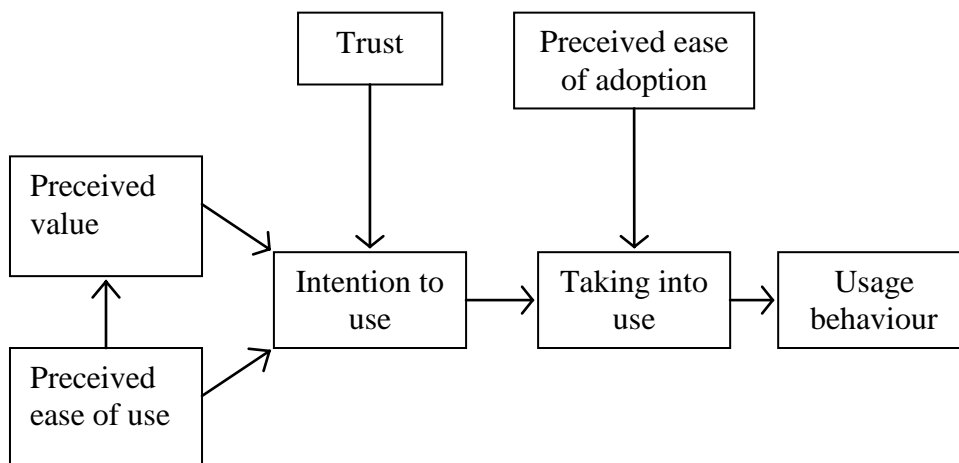 Trust
Preceived ease
of adoption
Preceived
value
Intention to
use
Taking into
use
Usage
behaviour
Preceived
ease of use